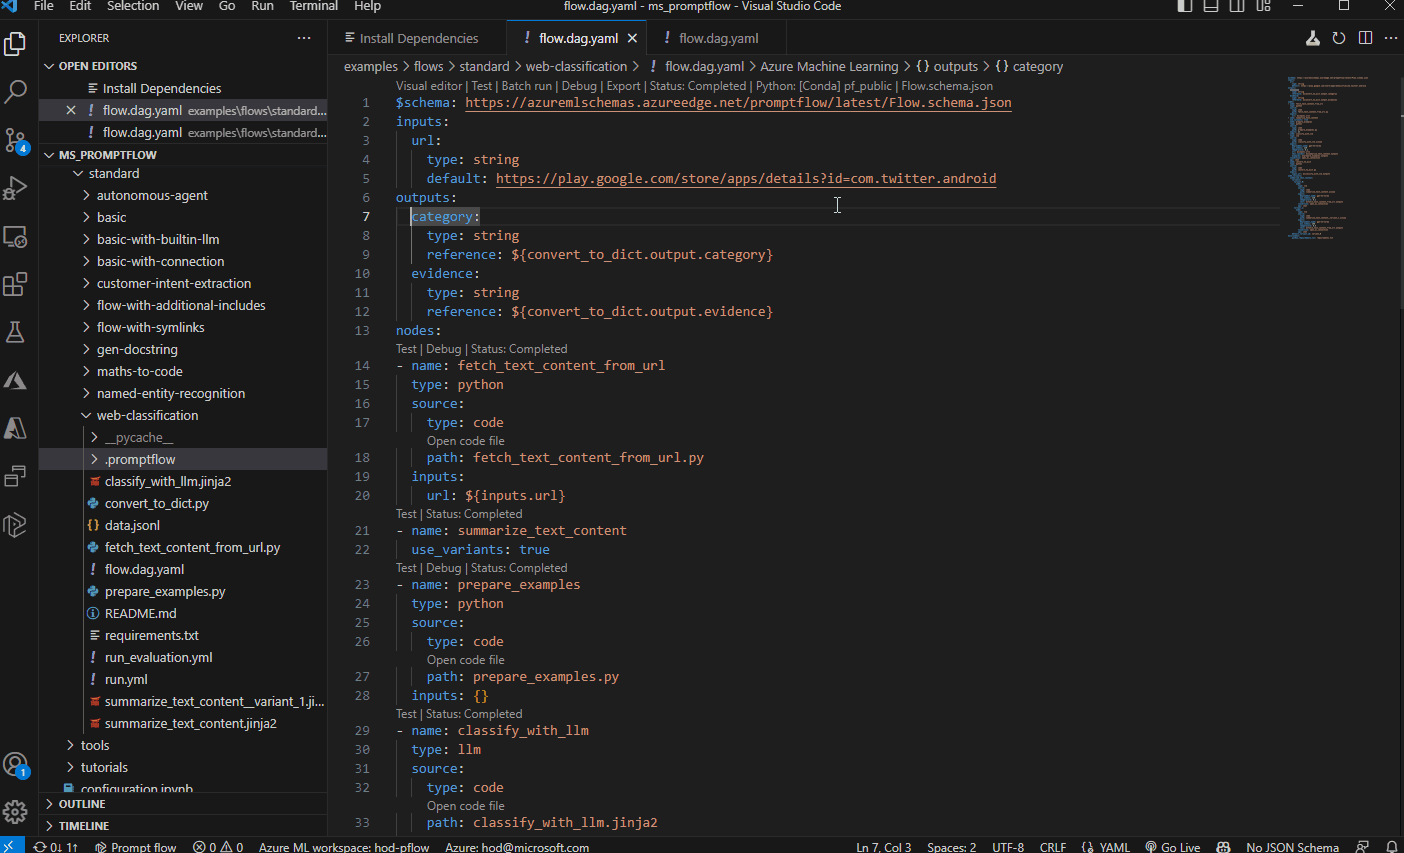 File Edit Selection View Go Run Terminal Help
flow.dag.yaml - ms_promptflow - Visual Studio Code
EXPLORER
OPEN EDITORS
Install Dependencies
flow.dag.yaml examples\flows\standard...
flow.dag.yaml examples\flows\standard...
MS_PROMPTFLOW
standard
autonomous-agent
basic
basic-with-builtin-llm
basic-with-connection
customer-intent-extraction
flow-with-additional-includes
flow-with-symlinks
gen-docstring
maths-to-code
named-entity-recognition
web-classification
__pycache__
.promptflow
classify_with_llm.jinja2
convert_to_dict.py
data.jsonl
fetch_text_content_from_url.py
flow.dag.yaml
prepare_examples.py
README.md
requirements.txt
run_evaluation.yml
run.yml
summarize_text_content__variant_1.ji...
summarize_text_content.jinja2
tools
tutorials
configuration.ipynb
OUTLINE
TIMELINE
4
1
Install Dependencies
! flow.dag.yaml
! flow.dag.yaml
examples > flows > standard > web-classification > ! flow.dag.yaml > Azure Machine Learning > {} outputs > {} category
Visual editor | Test | Batch run | Debug | Export | Status: Completed | Python: [Conda] pf_public | Flow.schema.json
1 $schema: https://azuremlschemas.azureedge.net/promptflow/latest/Flow.schema.json
2 inputs:
3 url:
4 type: string
5 default: https://play.google.com/store/apps/details?id=com.twitter.android
6 outputs:
7 category:
8 type: string
9 reference: ${convert_to_dict.output.category}
10 evidence:
11 type: string
12 reference: ${convert_to_dict.output.evidence}
13 nodes:
Test | Debug | Status: Completed
14 - name: fetch_text_content_from_url
15 type: python
16 source:
17 type: code
Open code file
18 path: fetch_text_content_from_url.py
19 inputs:
20 url: ${inputs.url}
Test | Status: Completed
21 - name: summarize_text_content
22 use_variants: true
Test | Debug | Status: Completed
23 - name: prepare_examples
24 type: python
25 source:
26 type: code
Open code file
27 path: prepare_examples.py
28 inputs: {}
Test | Status: Completed
29 - name: classify_with_llm
30 type: llm
31 source:
32 type: code
Open code file
33 path: classify_with_llm.jinja2
0↓ 1↑ Prompt flow 0 0 Azure ML workspace: hod-pflow Azure: hod@microsoft.com Ln 7, Col 3 Spaces: 2 UTF-8 CRLF {} YAML Go Live No JSON Schema